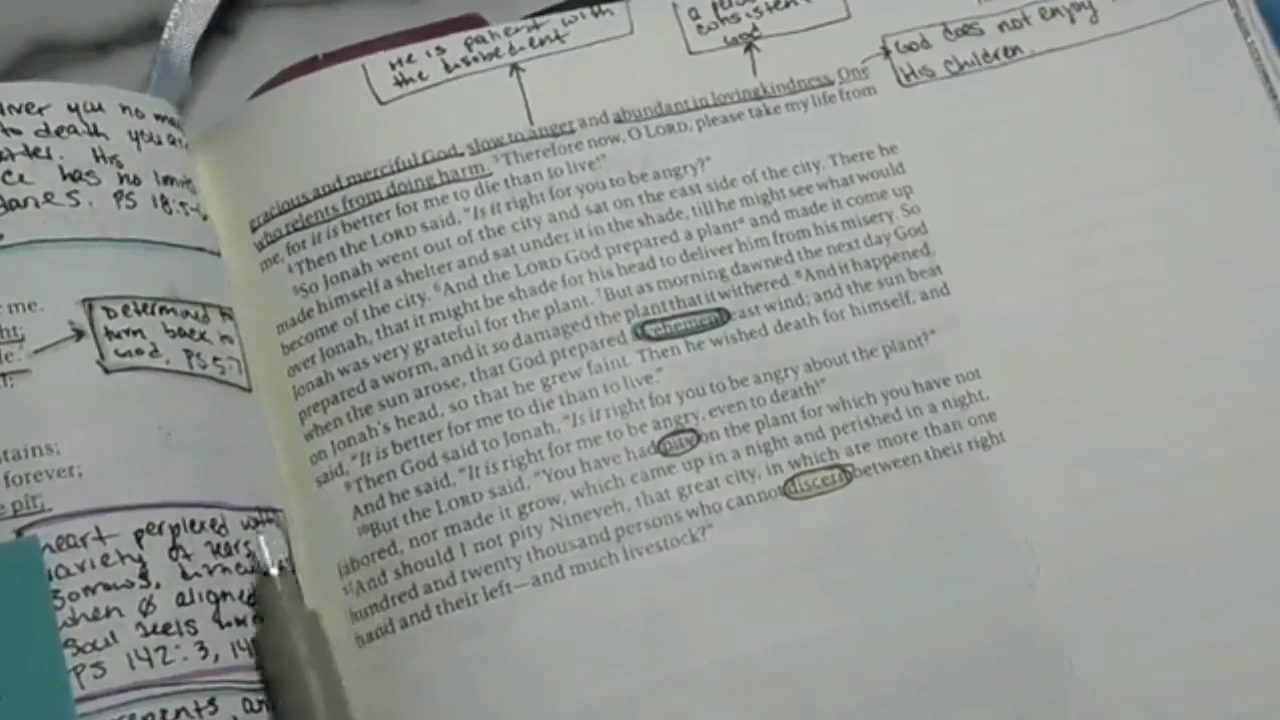 He is patient with
the disobedient
God
God does not enjoy
His children.
gracious and merciful God, slow to anger and abundant in lovingkindness, One
who relents from doing harm. ³Therefore now, O LORD, please take my life from
me, for it is better for me to die than to live!"
⁴Then the LORD said, "Is it right for you to be angry?"
⁵So Jonah went out of the city and sat on the east side of the city. There he
made himself a shelter and sat under it in the shade, till he might see what would
become of the city. ⁶And the LORD God prepared a plant and made it come up
over Jonah, that it might be shade for his head to deliver him from his misery. So
Jonah was very grateful for the plant. ⁷But as morning dawned the next day God
prepared a worm, and it so damaged the plant that it withered. ⁸And it happened,
when the sun arose, that God prepared vehement east wind; and the sun beat
on Jonah's head, so that he grew faint. Then he wished death for himself, and
said, "It is better for me to die than to live."
⁹Then God said to Jonah, "Is it right for you to be angry about the plant?"
And he said, "It is right for me to be angry, even to death!"
¹⁰But the LORD said, "You have had pity on the plant for which you have not
labored, nor made it grow, which came up in a night and perished in a night.
¹¹And should I not pity Nineveh, that great city, in which are more than one
hundred and twenty thousand persons who cannot discern between their right
hand and their left—and much livestock?"
you no
to death you
His
has no limits
PS 18:5-6
me.
Determined to
turn back to
God. PS 5:7
forever;
pit,
heart perplexed with
variety of fears,
sorrows,
when aligned
soul feels
PS 142:3,